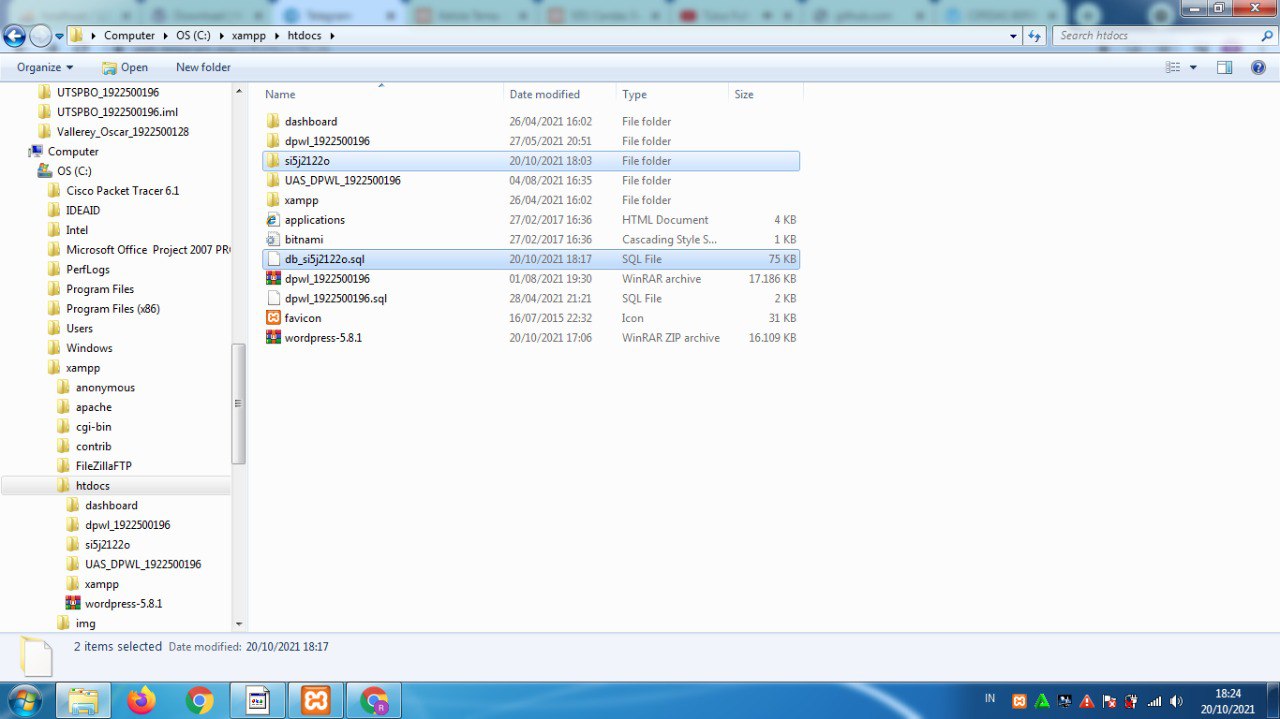 Telegram
Computer OS (C:) xampp htdocs
Search htdocs
Organize Open New folder
UTSPBO_1922500196
UTSPBO_1922500196.iml
Vallerey_Oscar_1922500128
Computer
OS (C:)
Cisco Packet Tracer 6.1
IDEAID
Intel
Microsoft Office Project 2007 PR
PerfLogs
Program Files
Program Files (x86)
Users
Windows
xampp
anonymous
apache
cgi-bin
contrib
FileZillaFTP
htdocs
dashboard
dpwl_1922500196
si5j2122o
UAS_DPWL_1922500196
xampp
wordpress-5.8.1
img
Name Date modified Type Size
dashboard 26/04/2021 16:02 File folder
dpwl_1922500196 27/05/2021 20:51 File folder
si5j2122o 20/10/2021 18:03 File folder
UAS_DPWL_1922500196 04/08/2021 16:35 File folder
xampp 26/04/2021 16:02 File folder
applications 27/02/2017 16:36 HTML Document 4 KB
bitnami 27/02/2017 16:36 Cascading Style S... 1 KB
db_si5j2122o.sql 20/10/2021 18:17 SQL File 75 KB
dpwl_1922500196 01/08/2021 19:30 WinRAR archive 17.186 KB
dpwl_1922500196.sql 28/04/2021 21:21 SQL File 2 KB
favicon 16/07/2015 22:32 Icon 31 KB
wordpress-5.8.1 20/10/2021 17:06 WinRAR ZIP archive 16.109 KB
2 items selected Date modified: 20/10/2021 18:17
IN
18:24
20/10/2021